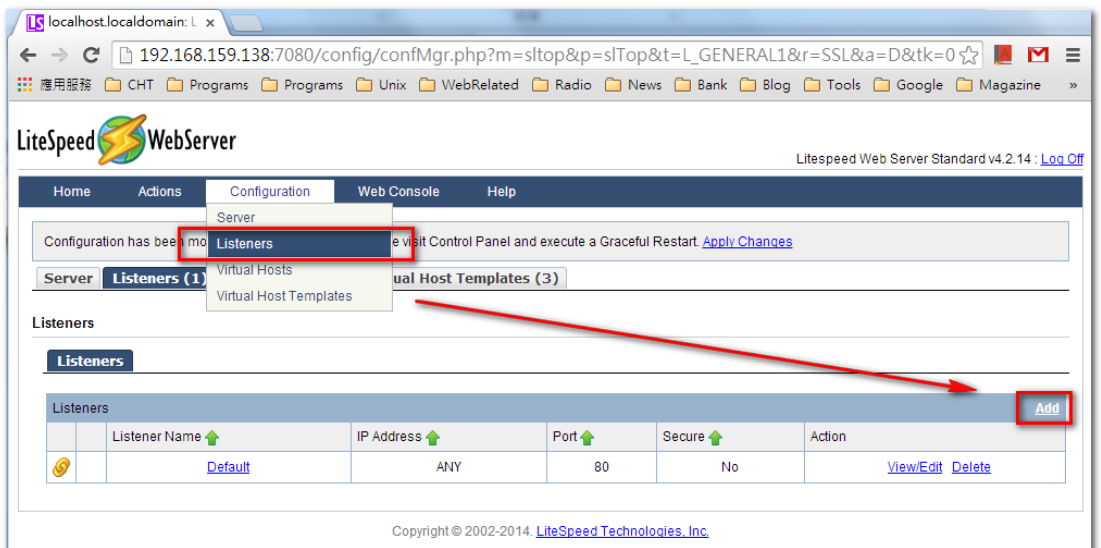 localhost.localdomain: L
192.168.159.138:7080/config/confMgr.php?m=sltop&p=slTop&t=L_GENERAL1&r=SSL&a=D&tk=0
應用服務 CHT Programs Programs Unix WebRelated Radio News Bank Blog Tools Google Magazine »
LiteSpeed WebServer
Litespeed Web Server Standard v4.2.14 : Log Off
Home Actions Configuration Web Console Help
Server
Configuration has been mo Listeners e visit Control Panel and execute a Graceful Restart. Apply Changes
Virtual Hosts
Server Listeners (1) ual Host Templates (3)
Virtual Host Templates
Listeners
Listeners
Listeners Add
Listener Name IP Address Port Secure Action
Default ANY 80 No View/Edit Delete
Copyright © 2002-2014. LiteSpeed Technologies, Inc.